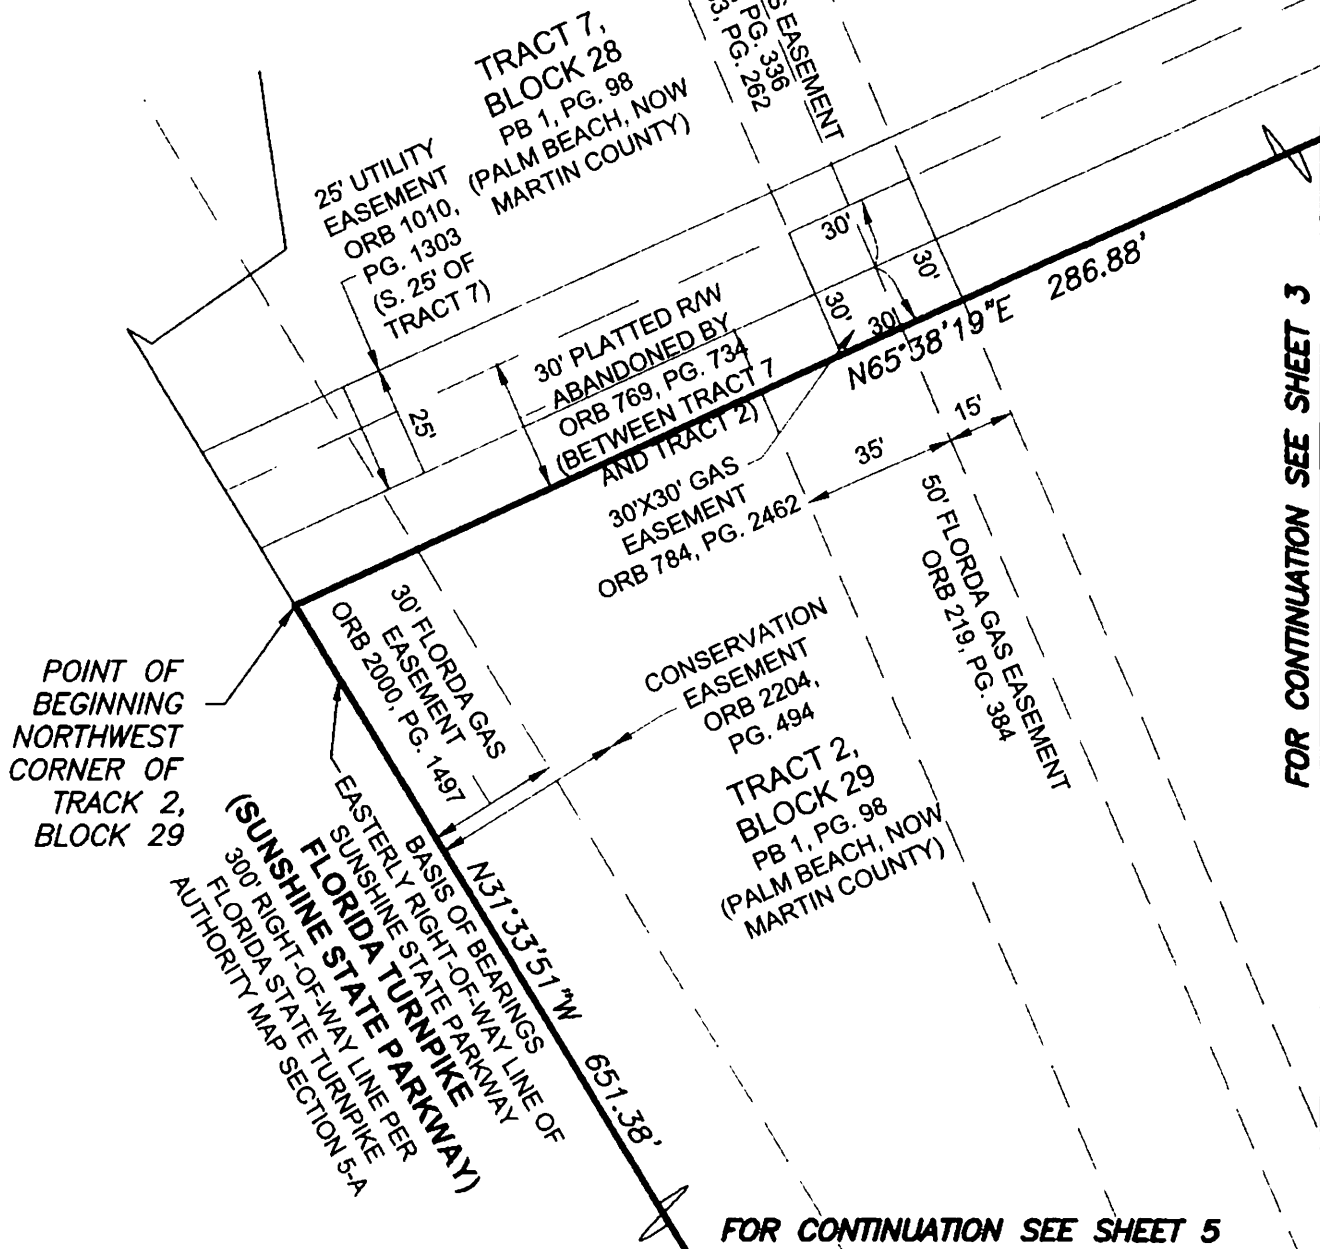 TRACT 7,
BLOCK 28
PB 1, PG. 98
(PALM BEACH, NOW
MARTIN COUNTY)
S EASEMENT
PG. 336
3, PG. 262
25' UTILITY
EASEMENT
ORB 1010,
PG. 1303
(S. 25' OF
TRACT 7)
25'
30' PLATTED R/W
ABANDONED BY
ORB 769, PG. 734
(BETWEEN TRACT 7
AND TRACT 2)
30'
30'
30'
30'
N65°38'19"E
286.88'
30'X30' GAS
EASEMENT
ORB 784, PG. 2462
35'
15'
50' FLORDA GAS EASEMENT
ORB 219, PG. 384
FOR CONTINUATION SEE SHEET 3
30' FLORDA GAS
EASEMENT
ORB 2000, PG. 1497
CONSERVATION
EASEMENT
ORB 2204,
PG. 494
TRACT 2,
BLOCK 29
PB 1, PG. 98
(PALM BEACH, NOW
MARTIN COUNTY)
POINT OF
BEGINNING
NORTHWEST
CORNER OF
TRACK 2,
BLOCK 29
N31°33'51"W
651.38'
BASIS OF BEARINGS
EASTERLY RIGHT-OF-WAY LINE OF
SUNSHINE STATE PARKWAY
FLORIDA TURNPIKE
(SUNSHINE STATE PARKWAY)
300' RIGHT-OF-WAY LINE PER
FLORIDA STATE TURNPIKE
AUTHORITY MAP SECTION 5-A
FOR CONTINUATION SEE SHEET 5